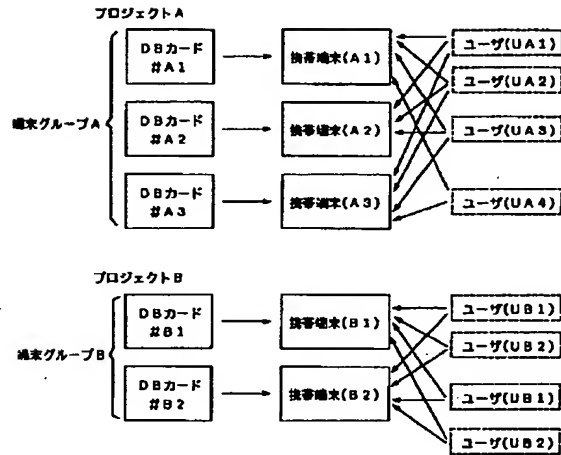 プロジェクトA
端末グループA
DBカード
#A1
携帯端末(A1)
ユーザ(UA1)
ユーザ(UA2)
DBカード
#A2
携帯端末(A2)
ユーザ(UA3)
DBカード
#A3
携帯端末(A3)
ユーザ(UA4)
プロジェクトB
端末グループB
DBカード
#B1
携帯端末(B1)
ユーザ(UB1)
ユーザ(UB2)
DBカード
#B2
携帯端末(B2)
ユーザ(UB1)
ユーザ(UB2)